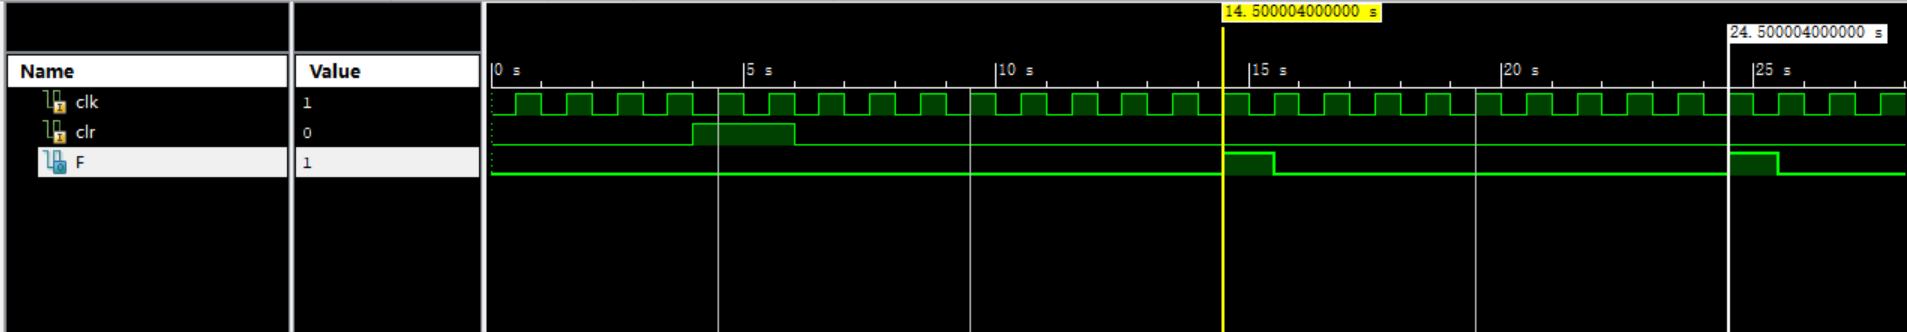 14.500004000000 s
24.500004000000 s
Name Value
0 s 5 s 10 s 15 s 20 s 25 s
clk 1
clr 0
F 1